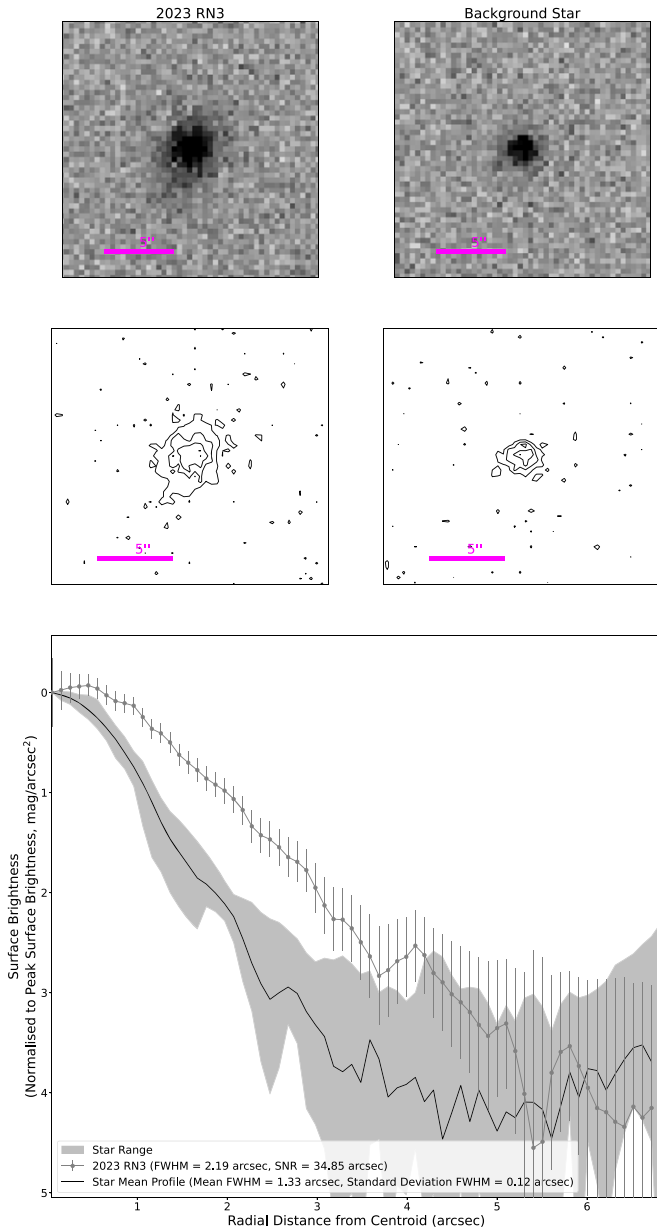 2023 RN3
Background Star
5''
5''
5''
5''
Surface Brightness
(Normalised to Peak Surface Brightness, mag/arcsec²)
0
1
2
3
4
5
Star Range
2023 RN3 (FWHM = 2.19 arcsec, SNR = 34.85 arcsec)
Star Mean Profile (Mean FWHM = 1.33 arcsec, Standard Deviation FWHM = 0.12 arcsec)
1
2
3
4
5
6
Radial Distance from Centroid (arcsec)